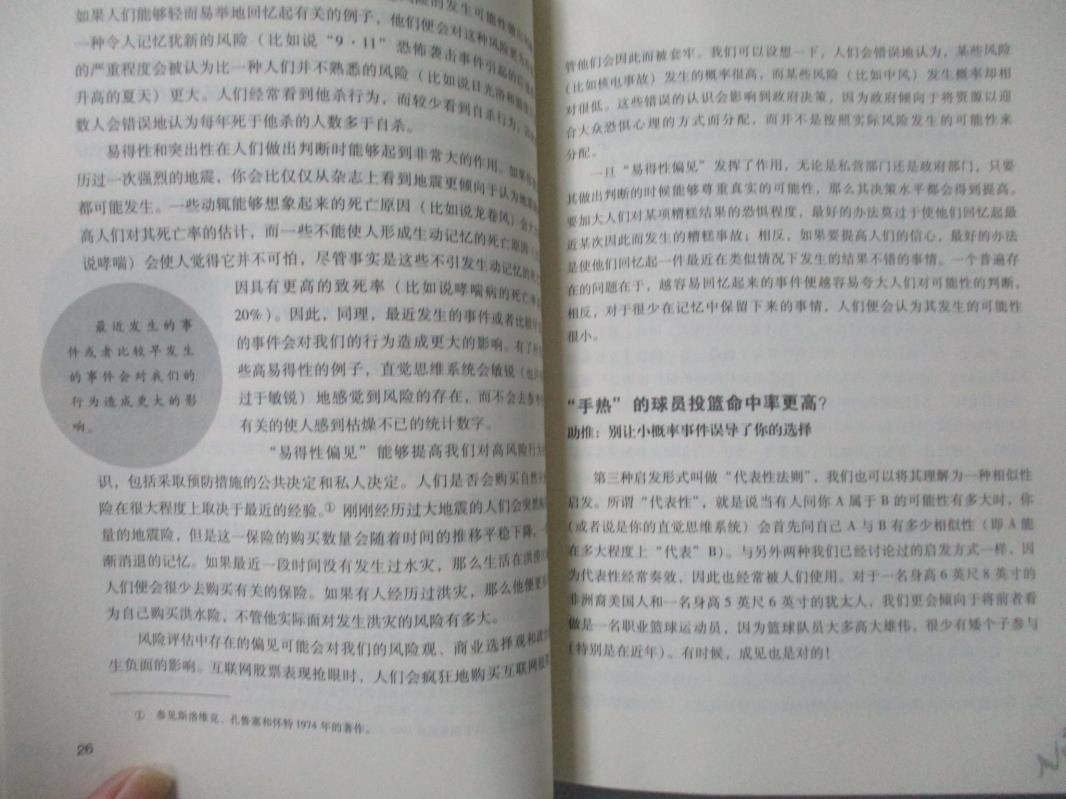 如果人们能够轻而易举地回忆起有关的例子，他们便会对这种风险更
一种令人记忆犹新的风险（比如说“9·11”恐怖袭击事件引起的
的严重程度会被认为比一种人们并不熟悉的风险（比如说日光浴和
升高的夏天）更大。人们经常看到他杀行为，而较少看到自杀行为，
数人会错误地认为每年死于他杀的人数多于自杀。
易得性和突出性在人们做出判断时能够起到非常大的作用。如果你
历过一次强烈的地震，你会比仅仅从杂志上看到地震更倾向于认为地震
都可能发生。一些动辄能够想象起来的死亡原因（比如说龙卷风）会
高人们对其死亡率的估计，而一些不能使人形成生动记忆的死亡原因
说哮喘）会使人觉得它并不可怕，尽管事实是这些不引发生动记忆的
因具有更高的致死率（比如说哮喘病的死亡率
20%）。因此，同理，最近发生的事件或者比较
的事件会对我们的行为造成更大的影响。有了
些高易得性的例子，直觉思维系统会敏锐（也
过于敏锐）地感觉到风险的存在，而不会去参
有关的使人感到枯燥不已的统计数字。
最近发生的事
件或者比较早发生
的事件会对我们的
行为造成更大的影
响。
“易得性偏见”能够提高我们对高风险行为
识，包括采取预防措施的公共决定和私人决定。人们是否会购买自然
险在很大程度上取决于最近的经验。① 刚刚经历过大地震的人们会突然
量的地震险，但是这一保险的购买数量会随着时间的推移平稳下降，
渐消退的记忆。如果最近一段时间没有发生过水灾，那么生活在洪
人们便会很少去购买有关的保险。如果有人经历过洪灾，那么他便更
为自己购买洪水险，不管他实际面对发生洪灾的风险有多大。
风险评估中存在的偏见可能会对我们的风险观、商业选择观和政
生负面的影响。互联网股票表现抢眼时，人们会疯狂地购买互联网股
① 参见斯洛维克、孔鲁塞和怀特1974年的著作。
26
管他们会因此而被套牢。我们可以设想一下，人们会错误地认为，某些风险
（比如核电事故）发生的概率很高，而某些风险（比如中风）发生概率却相
对很低。这些错误的认识会影响到政府决策，因为政府倾向于将资源以迎
合大众恐惧心理的方式而分配，而并不是按照实际风险发生的可能性来
分配。
一旦“易得性偏见”发挥了作用，无论是私营部门还是政府部门，只要
其做出判断的时候能够尊重真实的可能性，那么其决策水平都会得到提高。
要加大人们对某项糟糕结果的恐惧程度，最好的办法莫过于使他们回忆起最
近某次因此而发生的糟糕事故；相反，如果要提高人们的信心，最好的办法
是使他们回忆起一件最近在类似情况下发生的结果不错的事情。一个普遍存
在的问题在于，越容易回忆起来的事件便越容易夸大人们对可能性的判断。
相反，对于很少在记忆中保留下来的事情，人们便会认为其发生的可能性
很小。
“手热”的球员投篮命中率更高？
助推：别让小概率事件误导了你的选择
第三种启发形式叫做“代表性法则”，我们也可以将其理解为一种相似性
启发。所谓“代表性”，就是说当有人问你 A 属于 B 的可能性有多大时，你
（或者说是你的直觉思维系统）会首先问自己 A 与 B 有多少相似性（即 A 能
在多大程度上“代表”B）。与另外两种我们已经讨论过的启发方式一样，因
为代表性经常奏效，因此也经常被人们使用。对于一名身高 6 英尺 8 英寸的
非洲裔美国人和一名身高 5 英尺 6 英寸的犹太人，我们更会倾向于将前者看
做是一名职业篮球运动员，因为篮球队员大多高大雄伟，很少有矮个子参与
（特别是在近年）。有时候，成见也是对的！